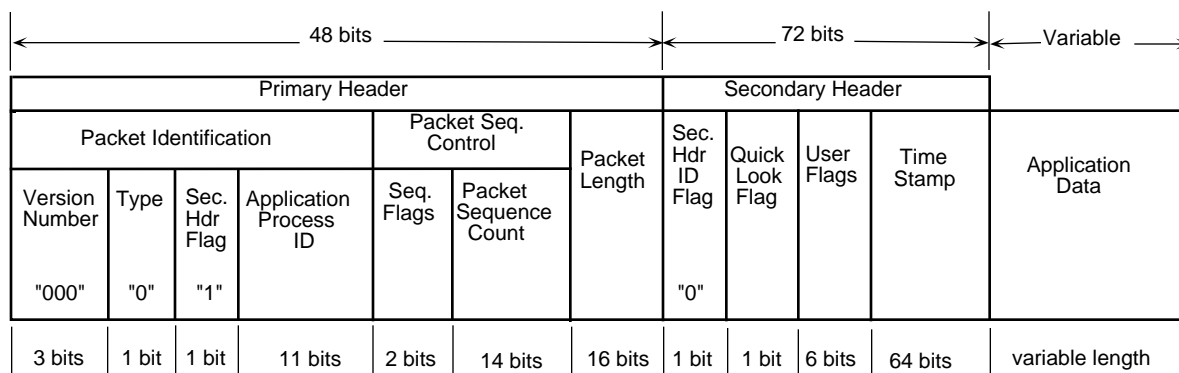 48 bits
72 bits
Variable
Primary Header
Secondary Header
Packet Identification
Packet Seq.
Control
Packet
Length
Sec.
Hdr
ID
Flag
Quick
Look
Flag
User
Flags
Time
Stamp
Application
Data
Version
Number
"000"
Type
"0"
Sec.
Hdr
Flag
"1"
Application
Process
ID
Seq.
Flags
Packet
Sequence
Count
"0"
3 bits
1 bit
1 bit
11 bits
2 bits
14 bits
16 bits
1 bit
1 bit
6 bits
64 bits
variable length